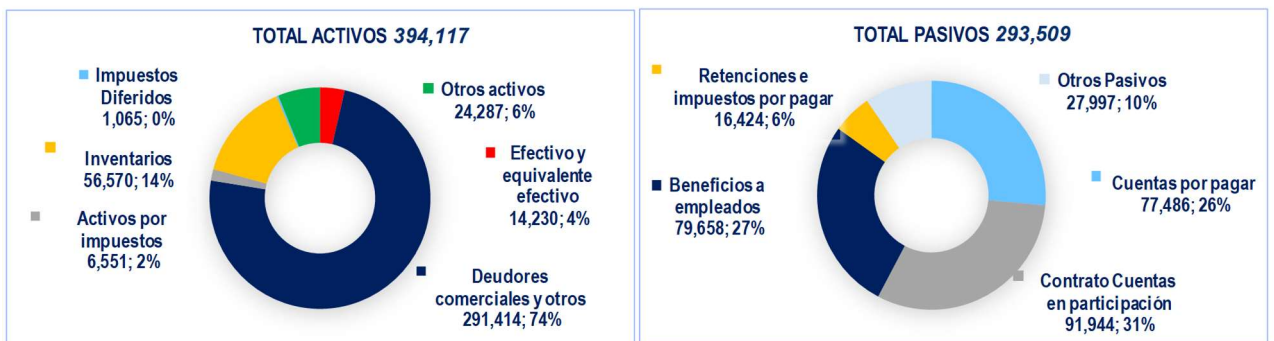 TOTAL ACTIVOS 394,117
Impuestos
Diferidos
1,065; 0%
Otros activos
24,287; 6%
Inventarios
56,570; 14%
Efectivo y
equivalente
efectivo
14,230; 4%
Activos por
impuestos
6,551; 2%
Deudores
comerciales y otros
291,414; 74%
TOTAL PASIVOS 293,509
Retenciones e
impuestos por pagar
16,424; 6%
Otros Pasivos
27,997; 10%
Beneficios a
empleados
79,658; 27%
Cuentas por pagar
77,486; 26%
Contrato Cuentas
en participación
91,944; 31%